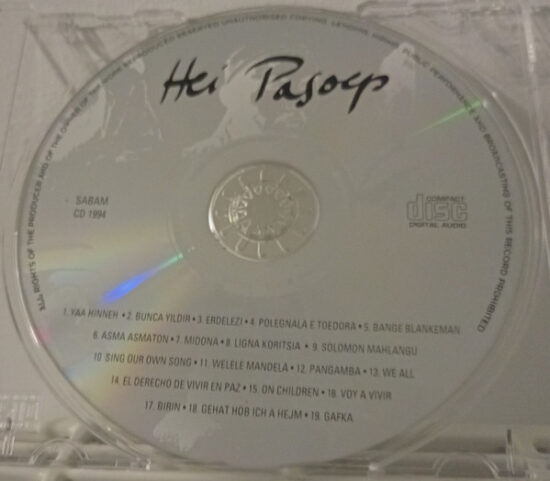 ALL RIGHTS OF THE PRODUCER AND OF THE OWNER OF THE WORK REPRODUCED RESERVED UNAUTHORISED COPYING, LENDING, HIRING, PUBLIC PERFORMANCE AND BROADCASTING OF THIS RECORD PROHIBITED
Hei Pasoep
SABAM
CD 1994
COMPACT
disc
DIGITAL AUDIO
1. YAA HINNEH • 2. BUNCA YILDIR • 3. ERDELEZI • 4. POLEGNALA E TOEDORA • 5. BANGE BLANKEMAN
6. ASMA ASMATON • 7. MIDONA • 8. LIGNA KORITSIA • 9. SOLOMON MAHLANGU
10. SING OUR OWN SONG • 11. WELELE MANDELA • 12. PANGAMBA • 13. WE ALL
14. EL DERECHO DE VIVIR EN PAZ • 15. ON CHILDREN • 16. VOY A VIVIR
17. BIRIN • 18. GEHAT HOB ICH A HEJM • 19. GAFKA